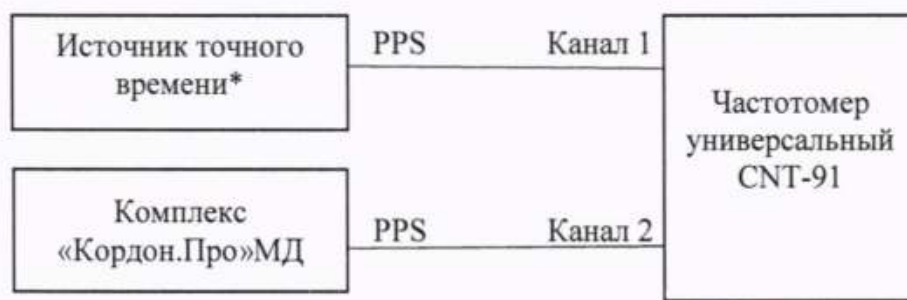 Источник точного
времени*
PPS
Канал 1
Частотомер
универсальный
CNT-91
Комплекс
«Кордон.Про»МД
PPS
Канал 2